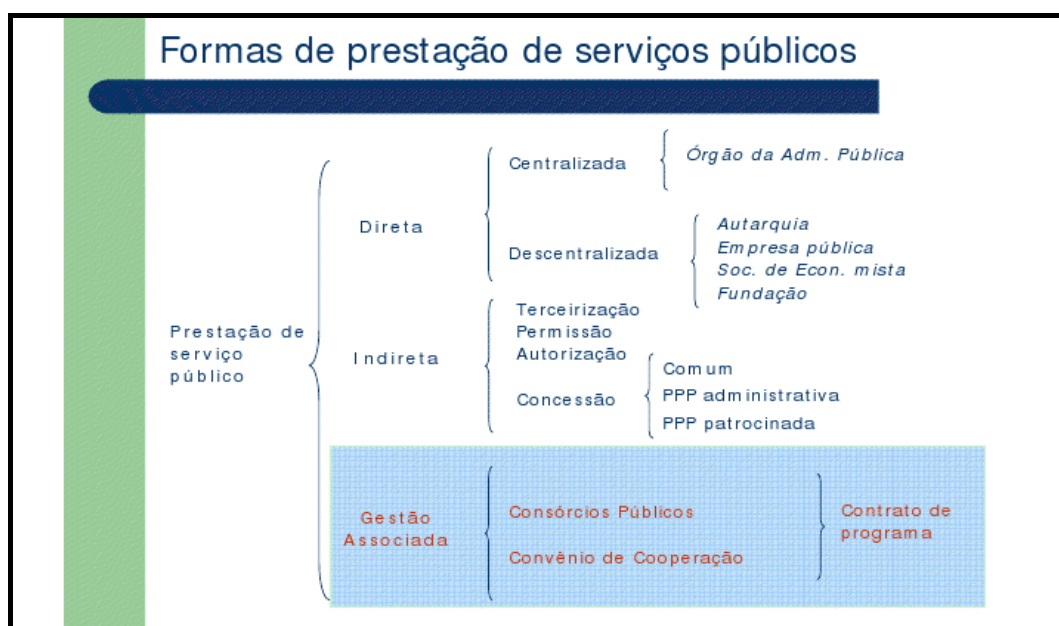 Formas de prestação de serviços públicos
Centralizada
Órgão da Adm. Pública
Direta
Descentralizada
Autarquia
Empresa pública
Soc. de Econ. mista
Fundação
Prestação de
serviço
público
Indireta
Terceirização
Permissão
Autorização
Concessão
Comum
PPP administrativa
PPP patrocinada
Gestão
Associada
Consórcios Públicos
Convênio de Cooperação
Contrato de
programa